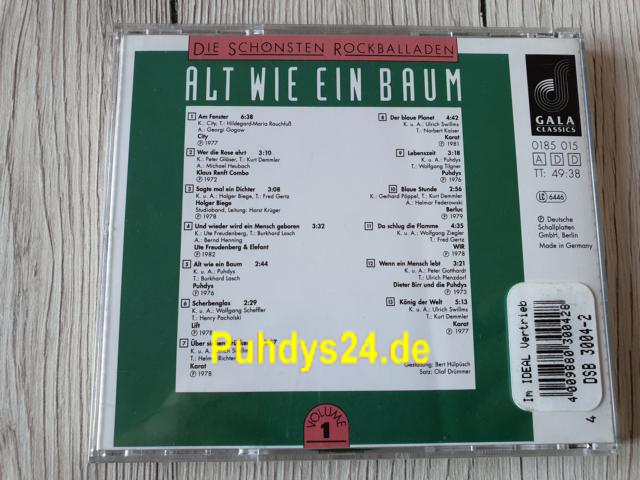 DIE SCHÖNSTEN ROCKBALLADEN
ALT WIE EIN BAUM
1 Am Fenster 6:38
K.: City, T.: Hildegard-Maria Rauchfuß
A.: Georgi Gogow
City
Ⓟ 1977
2 Wer die Rose ehrt 3:10
K.: Peter Gläser, T.: Kurt Demmler
A.: Michael Heubach
Klaus Renft Combo
Ⓟ 1972
3 Sagte mal ein Dichter 3:08
K. u. A.: Holger Biege, T.: Fred Gertz
Holger Biege
Studioband, Leitung: Horst Krüger
Ⓟ 1978
4 Und wieder wird ein Mensch geboren 3:32
K.: Ute Freudenberg, T.: Burkhard Lasch
A.: Bernd Henning
Ute Freudenberg & Elefant
Ⓟ 1982
5 Alt wie ein Baum 2:44
K. u. A.: Puhdys
T.: Burkhard Lasch
Puhdys
Ⓟ 1976
6 Scherbenglas 2:29
K. u. A.: Wolfgang Scheffler
T.: Henry Pacholski
Lift
7 Über
T.: Richter
Karat
Ⓟ 1978
8 Der blaue Planet 4:42
K. u. A.: Ulrich Swillms
T.: Norbert Kaiser
Karat
Ⓟ 1981
9 Lebenszeit 3:18
K. u. A.: Puhdys
T.: Wolfgang Tilgner
Puhdys
Ⓟ 1976
10 Blaue Stunde 2:56
K.: Gerhard Pöppel, T.: Kurt Demmler
A.: Helmar Federowski
Berluc
Ⓟ 1979
11 Da schlug die Flamme 4:35
K. u. A.: Wolfgang Ziegler
T.: Fred Gertz
WIR
Ⓟ 1978
12 Wenn ein Mensch lebt 3:21
K. u. A.: Peter Gotthardt
T.: Ulrich Plenzdorf
Dieter Birr und die Puhdys
Ⓟ 1973
13 König der Welt 5:13
K. u. A.: Ulrich Swillms
T.: Kurt Demmler
Karat
Ⓟ 1977
Gestaltung: Bert Hülpüsch
Satz: Olaf Drümmer
VOLUME
1
GALA
CLASSICS
0185 015
A D D
TT: 49:38
LC 6446
Ⓟ Deutsche
Schallplatten
GmbH, Berlin
Made in Germany
Im IDEAL Vertrieb
4 009880 300428
DSB 3004-2
4
Puhdys24.de